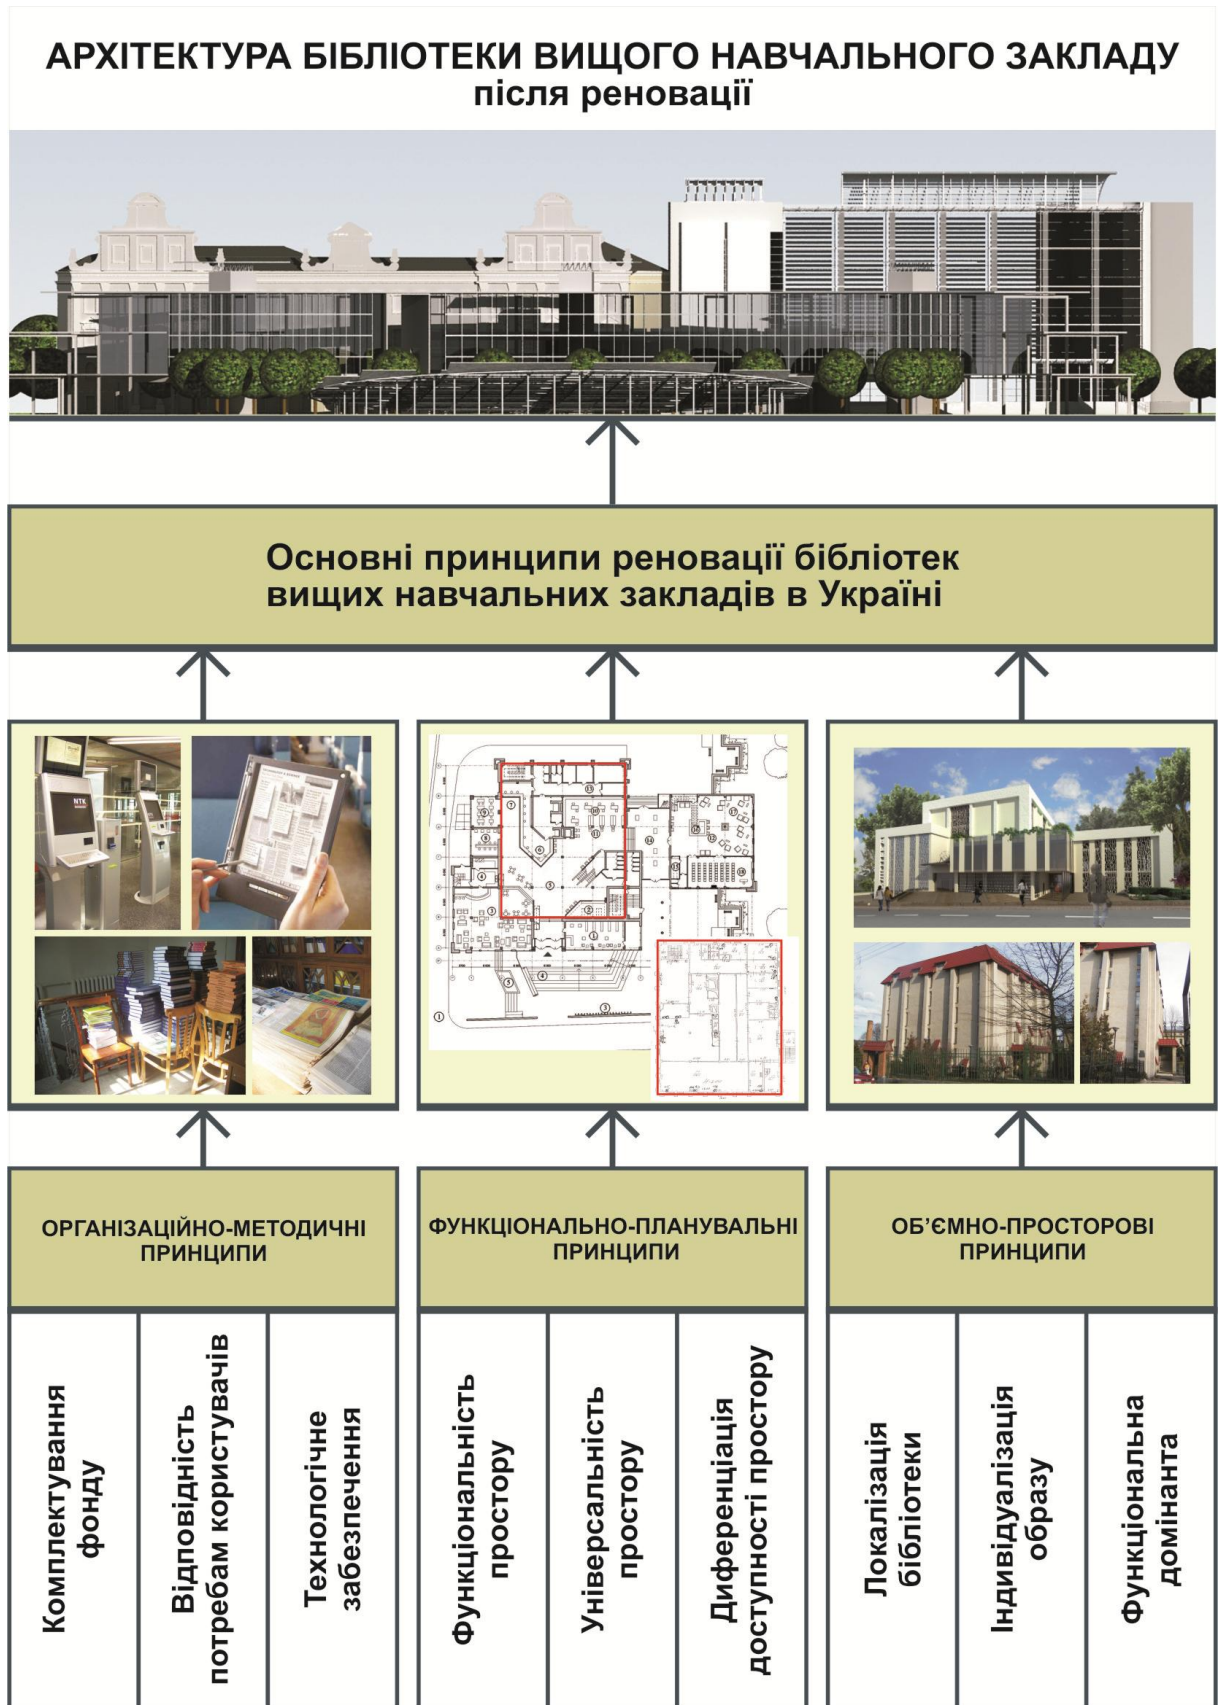 АРХІТЕКТУРА БІБЛІОТЕКИ ВИЩОГО НАВЧАЛЬНОГО ЗАКЛАДУ
після реновації
Основні принципи реновації бібліотек
вищих навчальних закладів в Україні
NTK
ОРГАНІЗАЦІЙНО-МЕТОДИЧНІ
ПРИНЦИПИ
ФУНКЦІОНАЛЬНО-ПЛАНУВАЛЬНІ
ПРИНЦИПИ
ОБ’ЄМНО-ПРОСТОРОВІ
ПРИНЦИПИ
Комплектування
фонду
Відповідність
потребам користувачів
Технологічне
забезпечення
Функціональність
простору
Універсальність
простору
Диференціація
доступності простору
Локалізація
бібліотеки
Індивідуалізація
образу
Функціональна
домінанта